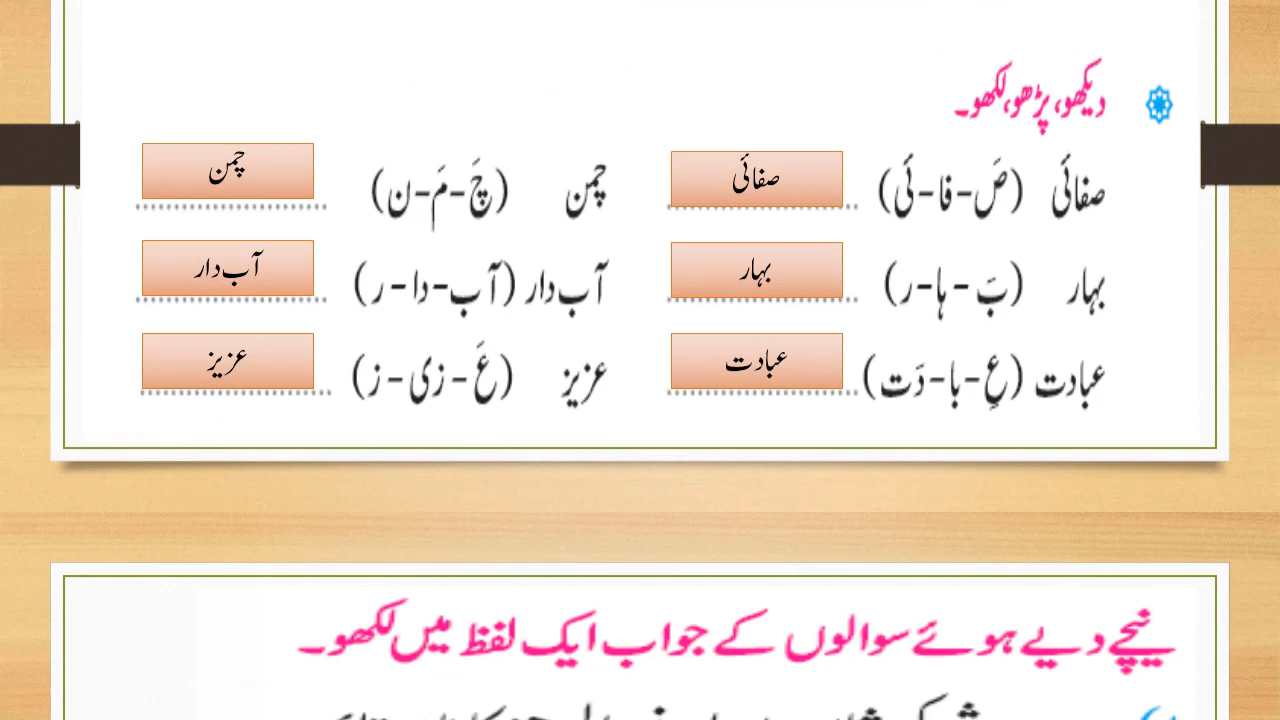 دیکھو، پڑھو، لکھو۔
صفائی (صَ-فا-ئی) صفائی چمن (چَ-مَ-ن) چمن
بہار (بَ-ہا-ر) بہار آب دار (آب-دا-ر) آب دار
عبادت (عِ-با-دَت) عبادت عزیز (عَ-زی-ز) عزیز
نیچے دیے ہوئے سوالوں کے جواب ایک لفظ میں لکھو۔